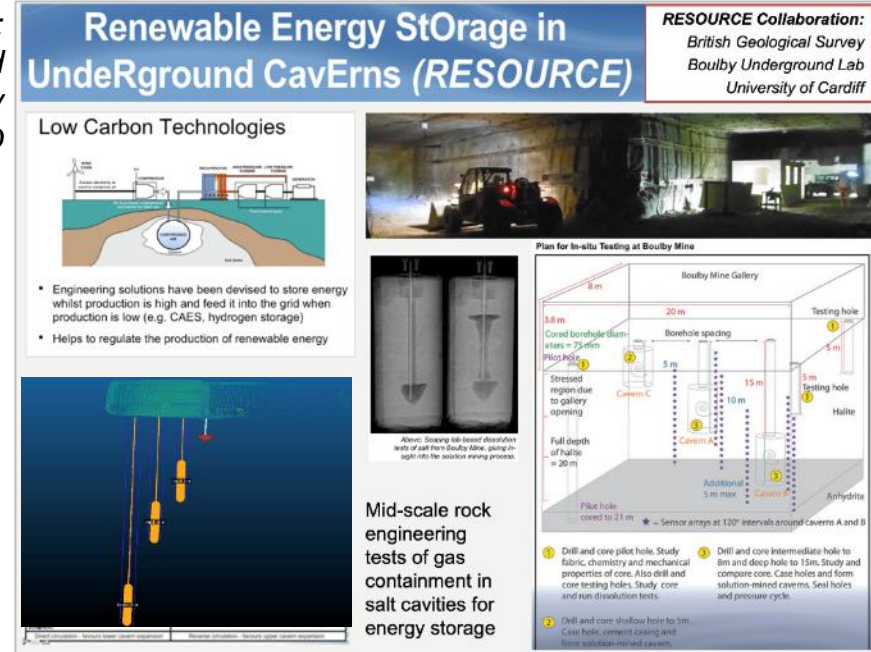 Renewable Energy StOrage in
UndeRground CavErns (RESOURCE)
RESOURCE Collaboration:
British Geological Survey
Boulby Underground Lab
University of Cardiff
Low Carbon Technologies
• Engineering solutions have been devised to store energy
whilst production is high and feed it into the grid when
production is low (e.g. CAES, hydrogen storage)
• Helps to regulate the production of renewable energy
Above: Scoping lab based dissolution
tests of salt from Boulby Mine, giving in-
sight into the solution mining process.
Mid-scale rock
engineering
tests of gas
containment in
salt cavities for
energy storage
Plan for In-situ Testing at Boulby Mine
Boulby Mine Gallery
8 m
20 m
3.8 m
Cored borehole diam-
eters = 75 mm
Borehole spacing
Testing hole
1
5 m
Pilot hole
1
2
5 m
15 m
5 m
Testing hole
1
Stressed
region due
to gallery
opening
Cavern C
10 m
Halite
3
Cavern A
Full depth
of halite
= 20 m
3
Cavern B
Additional
5 m max
Anhydrite
Pilot hole
cored to 21 m
★ = Sensor arrays at 120° intervals around caverns A and B
1 Drill and core pilot hole. Study
fabric, chemistry and mechanical
properties of core. Also drill and
core testing holes. Study core
and run dissolution tests.
2 Drill and core shallow hole to 5m.
Case hole, cement casing and
form solution-mined cavern.
3 Drill and core intermediate hole to
8m and deep hole to 15m. Study and
compare core. Case holes and form
solution-mined caverns. Seal holes
and pressure cycle.
Direct circulation - favours lower cavern expansion
Reverse circulation - favours upper cavern expansion